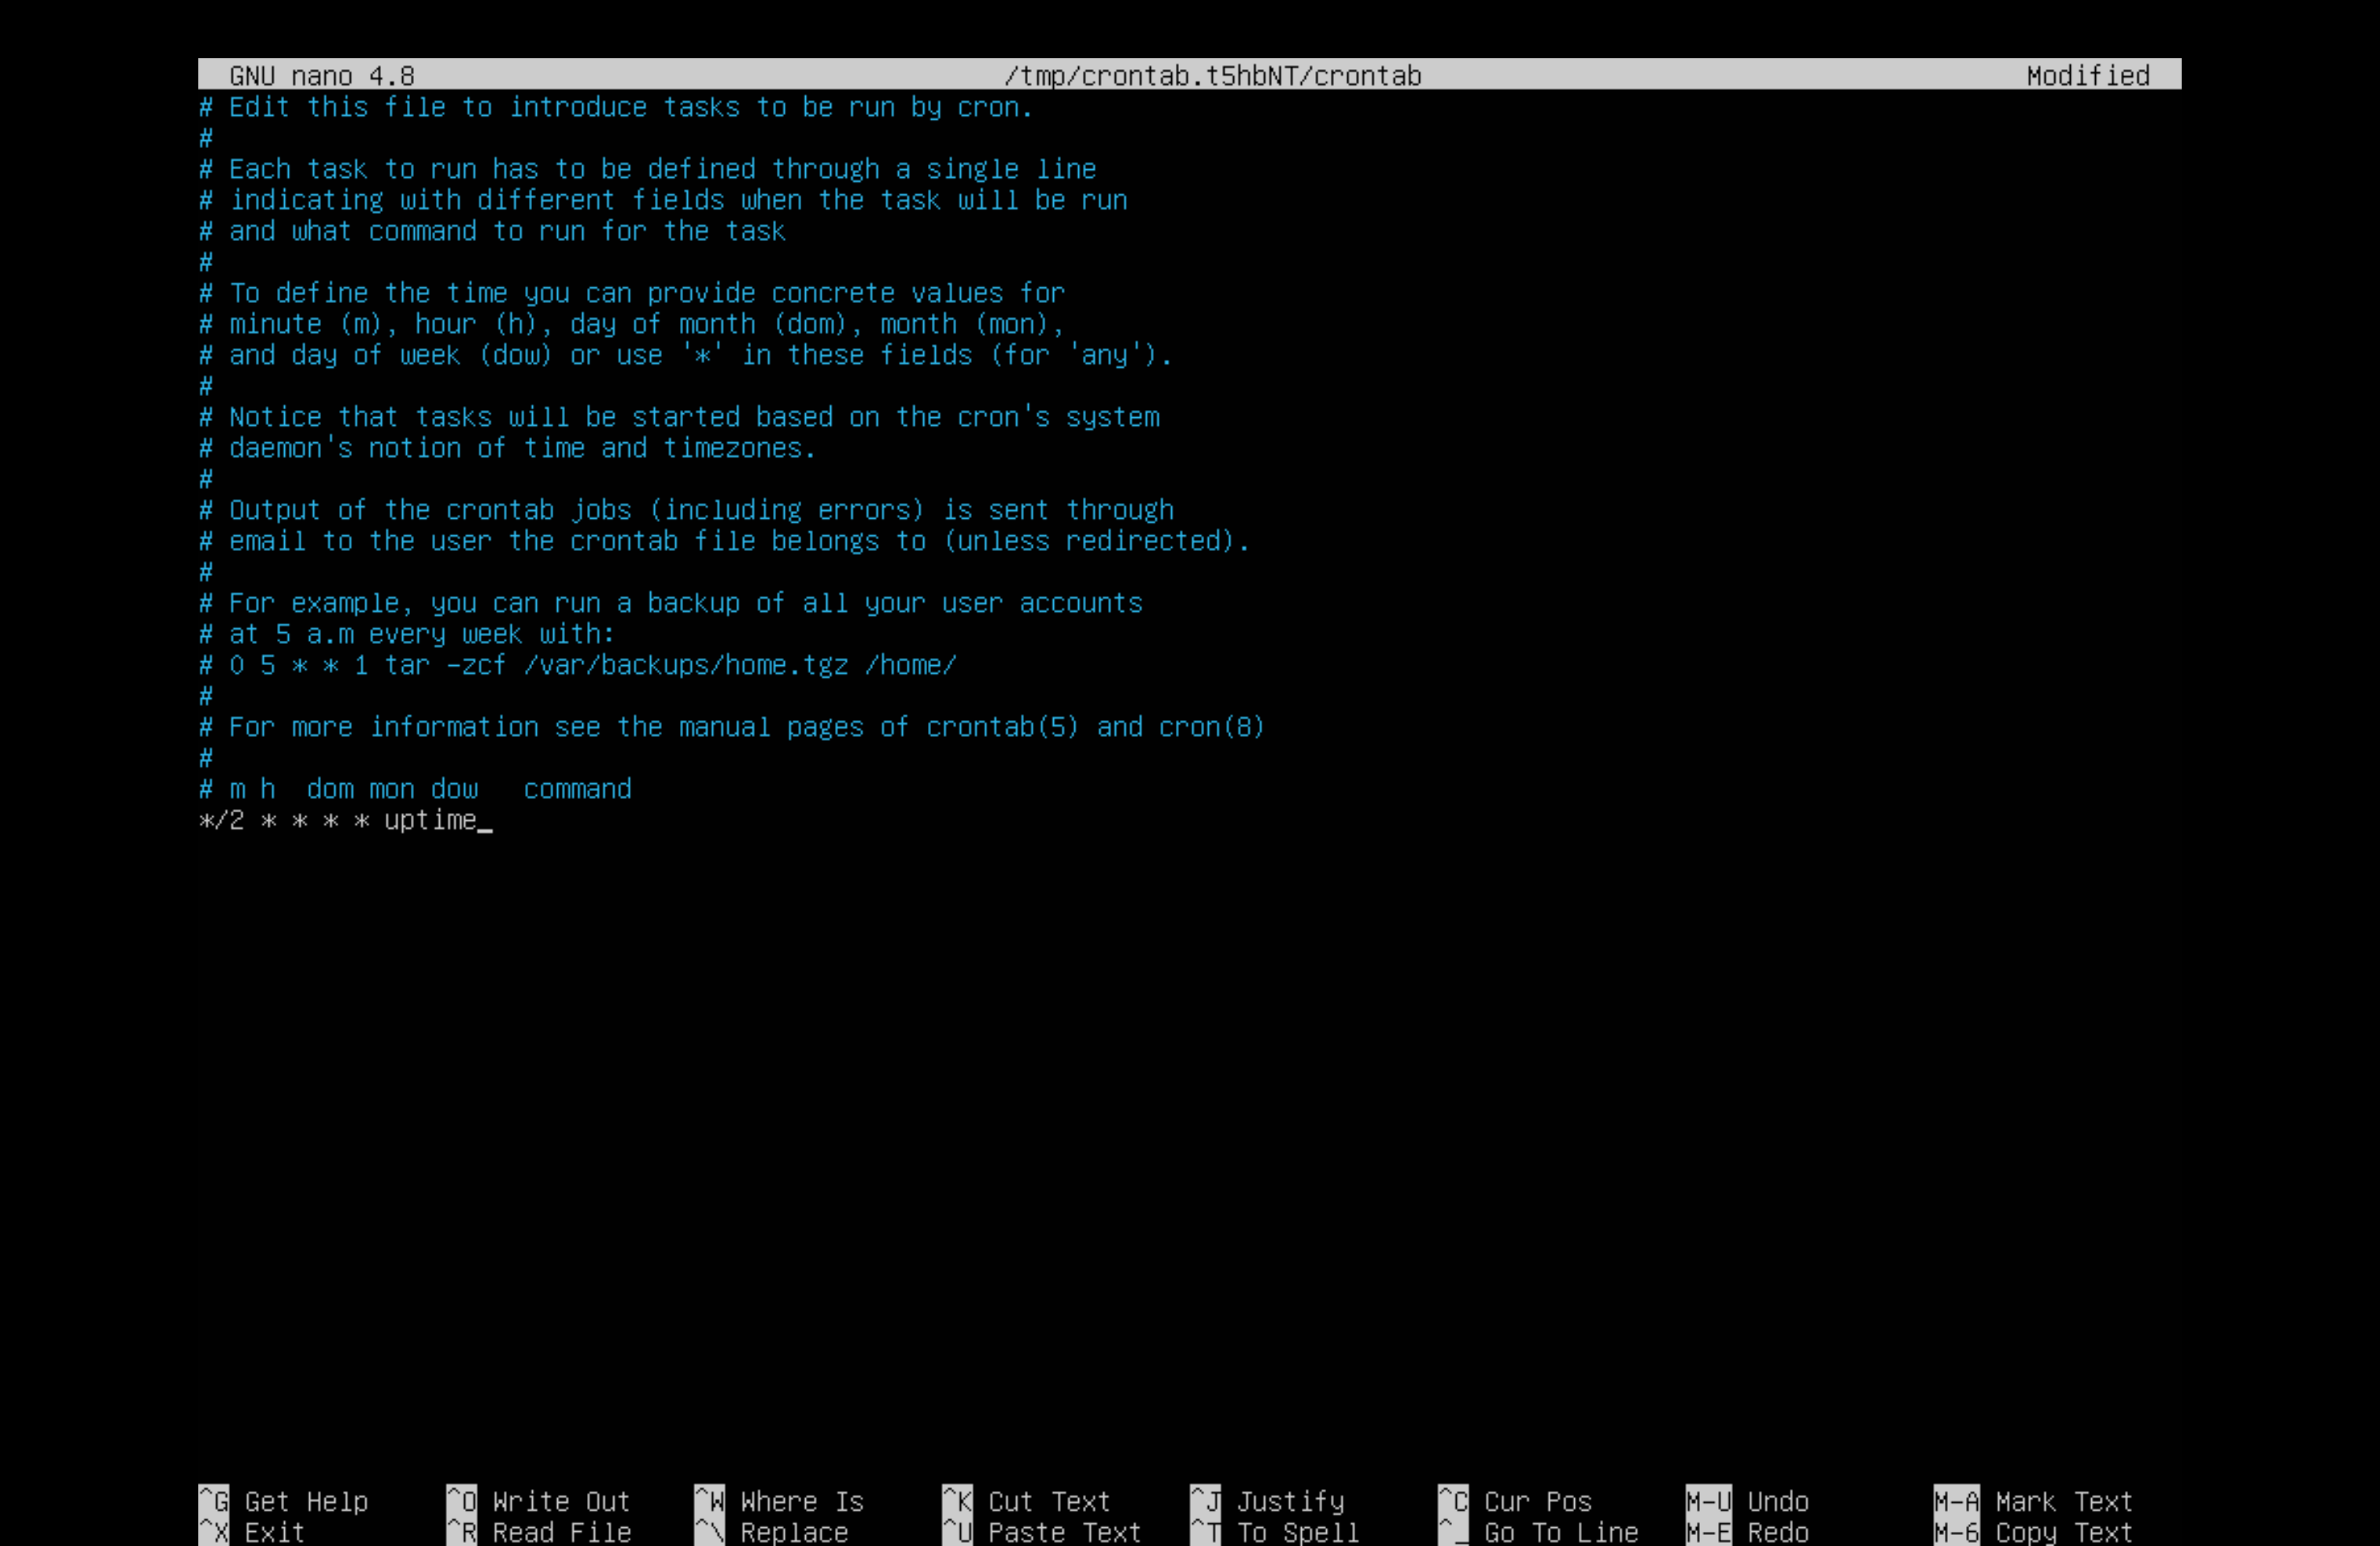 GNU nano 4.8 /tmp/crontab.t5hbNT/crontab Modified
# Edit this file to introduce tasks to be run by cron.
#
# Each task to run has to be defined through a single line
# indicating with different fields when the task will be run
# and what command to run for the task
#
# To define the time you can provide concrete values for
# minute (m), hour (h), day of month (dom), month (mon),
# and day of week (dow) or use '*' in these fields (for 'any').
#
# Notice that tasks will be started based on the cron's system
# daemon's notion of time and timezones.
#
# Output of the crontab jobs (including errors) is sent through
# email to the user the crontab file belongs to (unless redirected).
#
# For example, you can run a backup of all your user accounts
# at 5 a.m every week with:
# 0 5 * * 1 tar -zcf /var/backups/home.tgz /home/
#
# For more information see the manual pages of crontab(5) and cron(8)
#
# m h  dom mon dow   command
*/2 * * * * uptime_
^G Get Help ^O Write Out ^W Where Is ^K Cut Text ^J Justify ^C Cur Pos M-U Undo M-A Mark Text
^X Exit ^R Read File ^\ Replace ^U Paste Text ^T To Spell ^_ Go To Line M-E Redo M-6 Copy Text